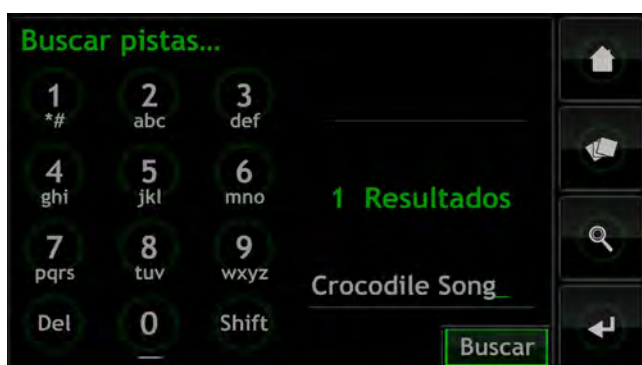 Buscar pistas...
1 2 3
*# abc def
4 5 6
ghi jkl mno
1 Resultados
7 8 9
pqrs tuv wxyz
Crocodile Song_
Del 0 Shift
Buscar